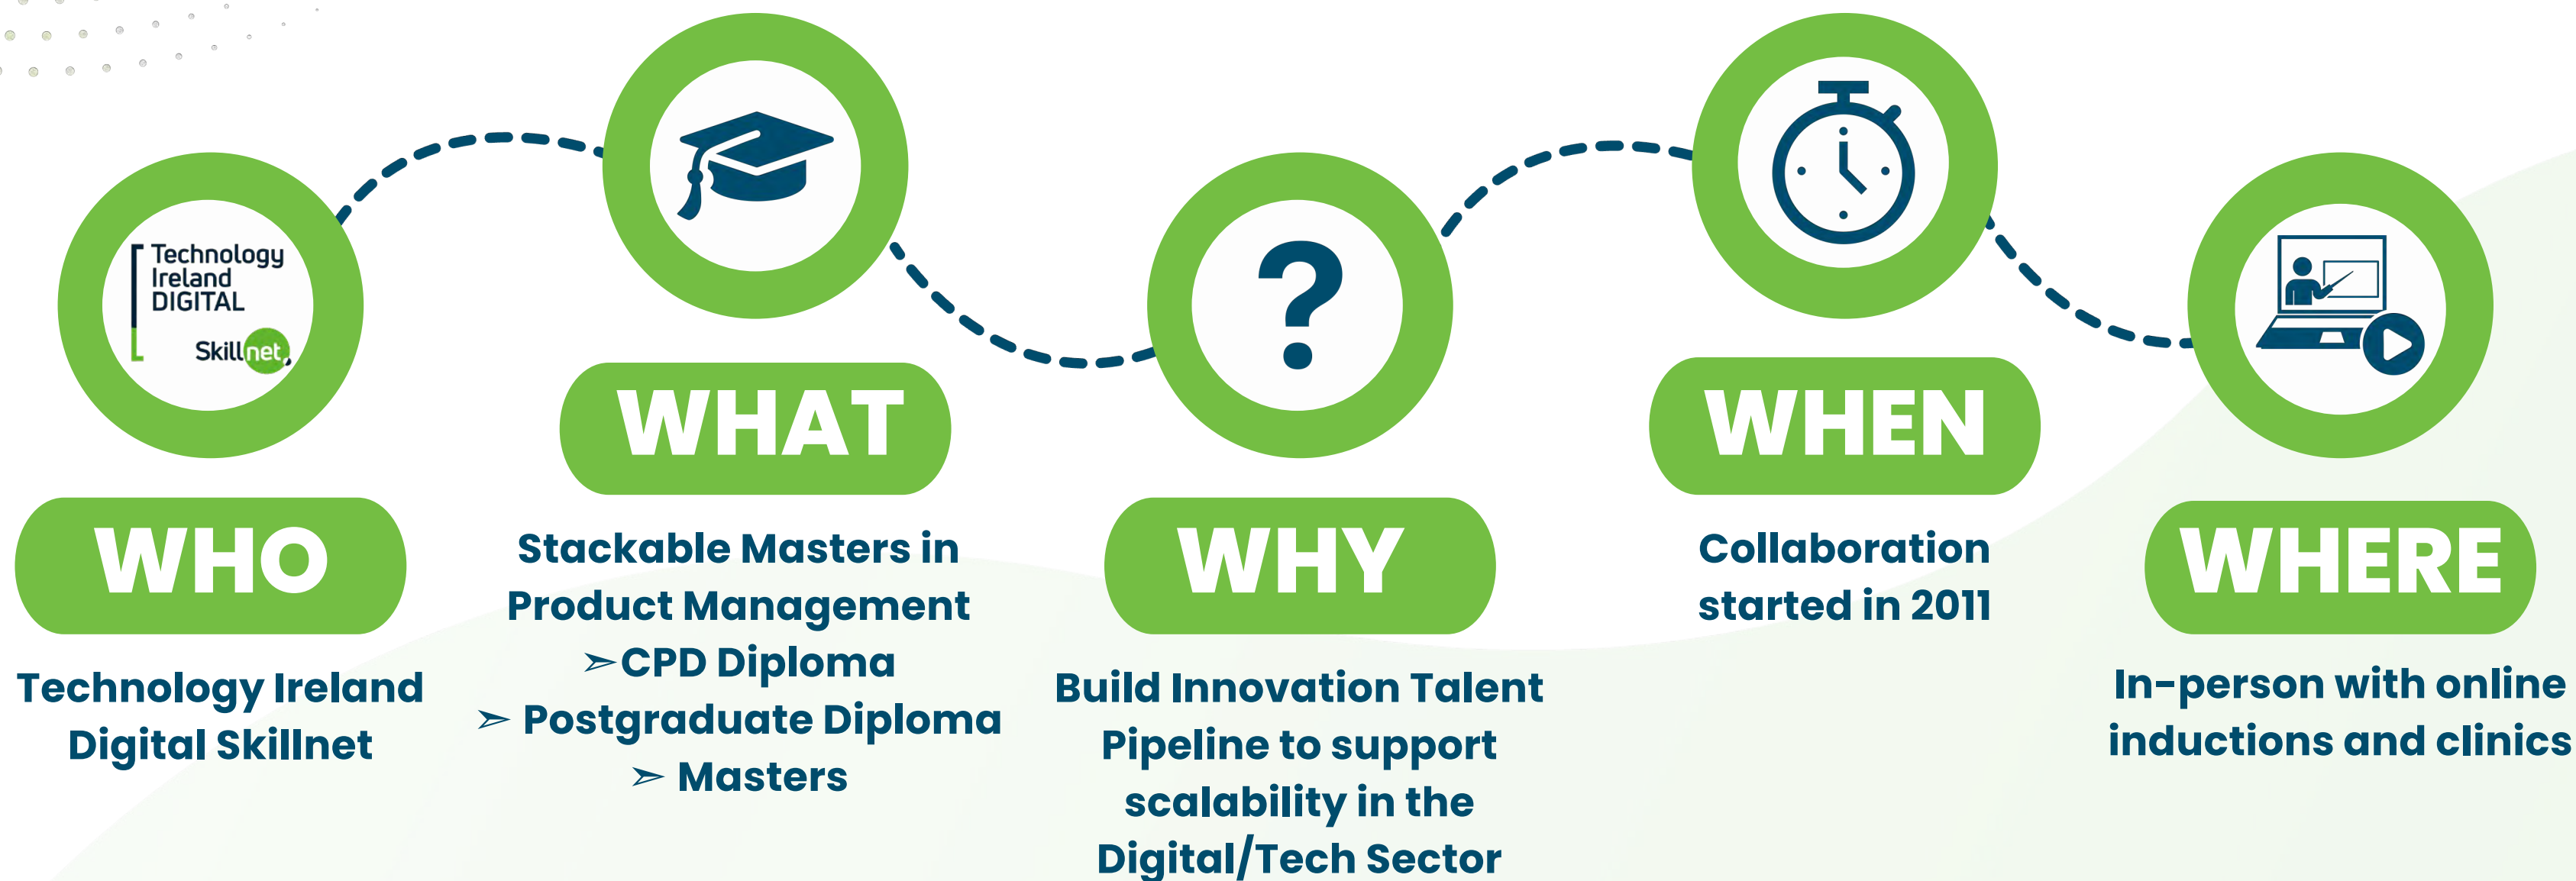 Technology
Ireland
DIGITAL
Skillnet
WHO
Technology Ireland
Digital Skillnet
WHAT
Stackable Masters in
Product Management
➢CPD Diploma
➢ Postgraduate Diploma
➢ Masters
?
WHY
Build Innovation Talent
Pipeline to support
scalability in the
Digital/Tech Sector
WHEN
Collaboration
started in 2011
WHERE
In-person with online
inductions and clinics